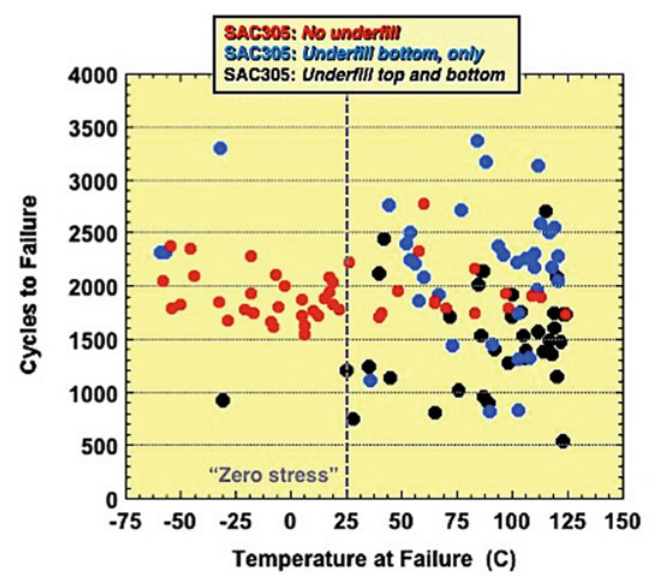 SAC305: No underfill
SAC305: Underfill bottom, only
SAC305: Underfill top and bottom
4000
3500
3000
2500
2000
1500
1000
500
0
Cycles to Failure
"Zero stress"
-75 -50 -25 0 25 50 75 100 125 150
Temperature at Failure (C)